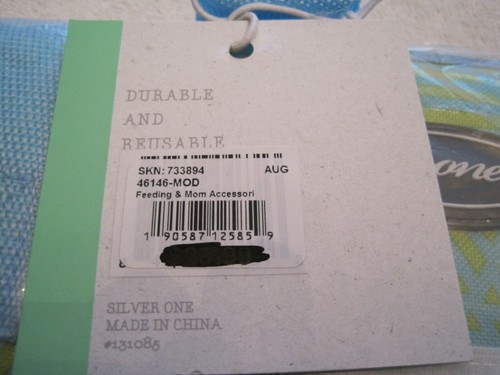 DURABLE
AND
REUSABLE
SKN: 733894 AUG
46146-MOD
Feeding & Mom Accessori
1 90587 12585 9
SILVER ONE
MADE IN CHINA
#131085
one